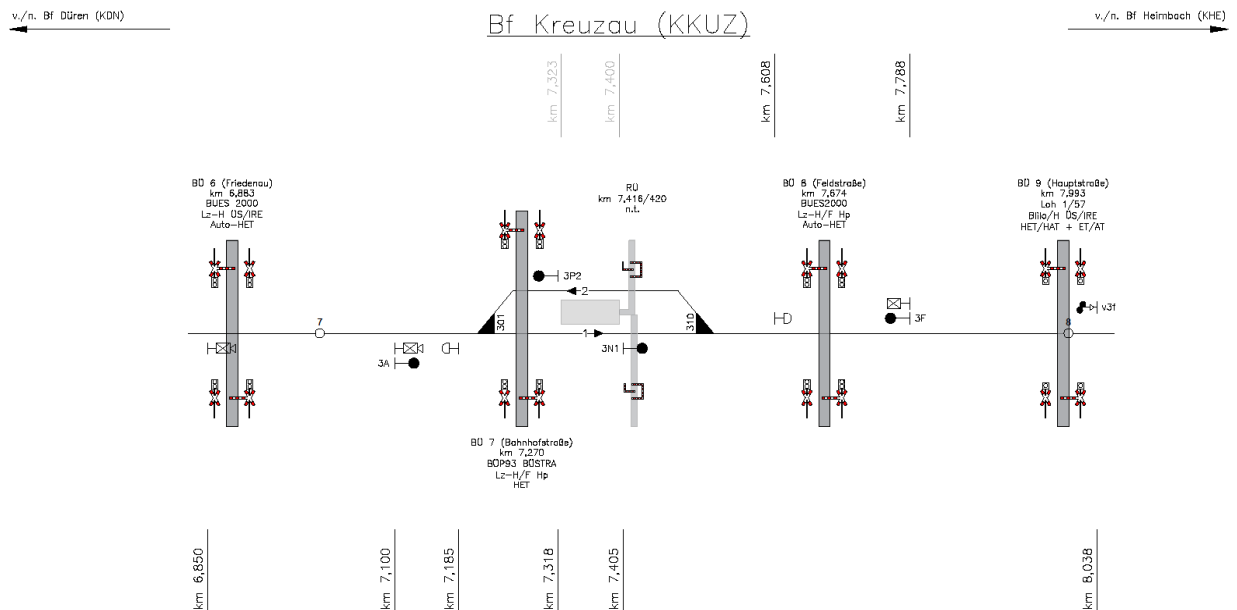 v./n. Bf Düren (KDN)
Bf Kreuzau (KKUZ)
v./n. Bf Heimbach (KHE)
km 7,323
km 7,400
km 7,608
km 7,788
BÜ 6 (Friedenau)
km 6,883
BUES 2000
Lz-H ÜS/IRE
Auto-HET
RÜ
km 7,416/420
n.t.
BÜ 8 (Feldstraße)
km 7,674
BUES2000
Lz-H/F Hp
Auto-HET
BÜ 9 (Hauptstraße)
km 7,993
Loh 1/57
Blilo/H ÜS/IRE
HET/HAT + ET/AT
3P2
2
7
301
1
310
3F
v3f
8
3A
3N1
BÜ 7 (Bahnhofstraße)
km 7,270
BÜP93 BÜSTRA
Lz-H/F Hp
HET
km 6,850
km 7,100
km 7,185
km 7,318
km 7,405
km 8,038